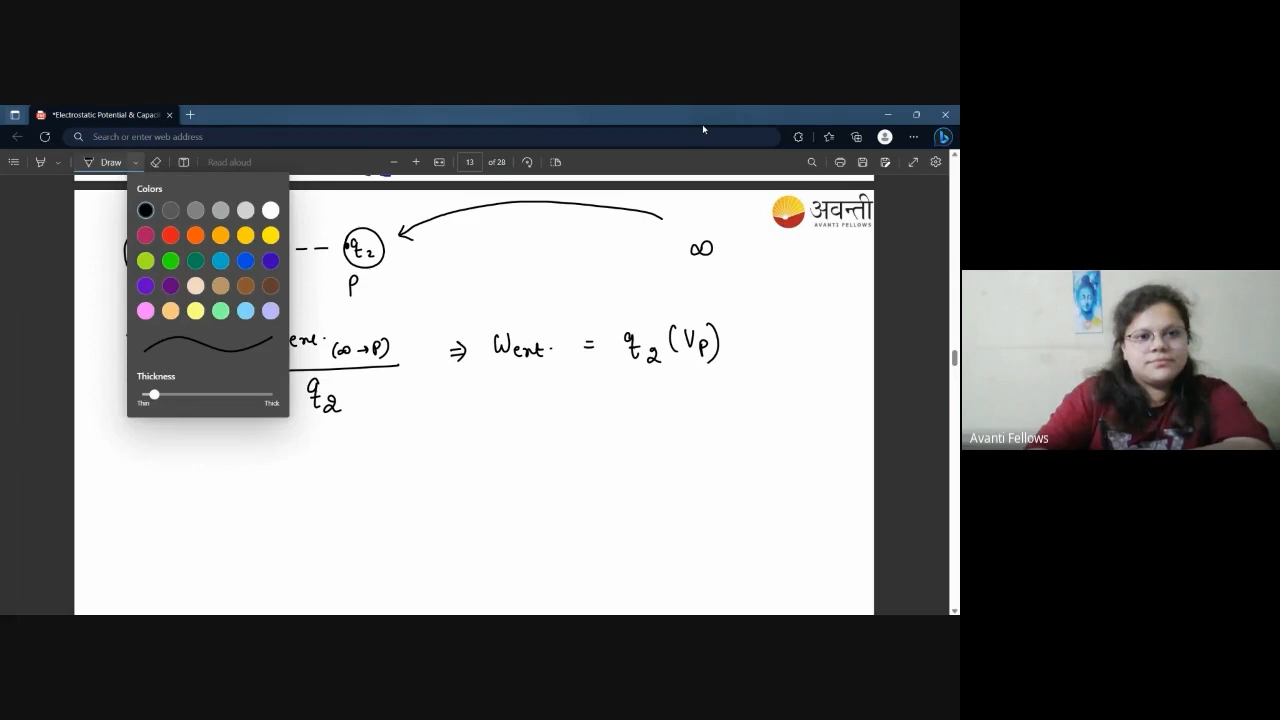 *Electrostatic Potential & Capacit
Search or enter web address
Draw
Read aloud
13 of 28
Colors
अवन्ती
AVANTI FELLOWS
-- q₂
∞
P
ext. (∞→P)
q₂
⇒ Wext. = q₂(Vₚ)
Thickness
Thin
Thick
Avanti Fellows